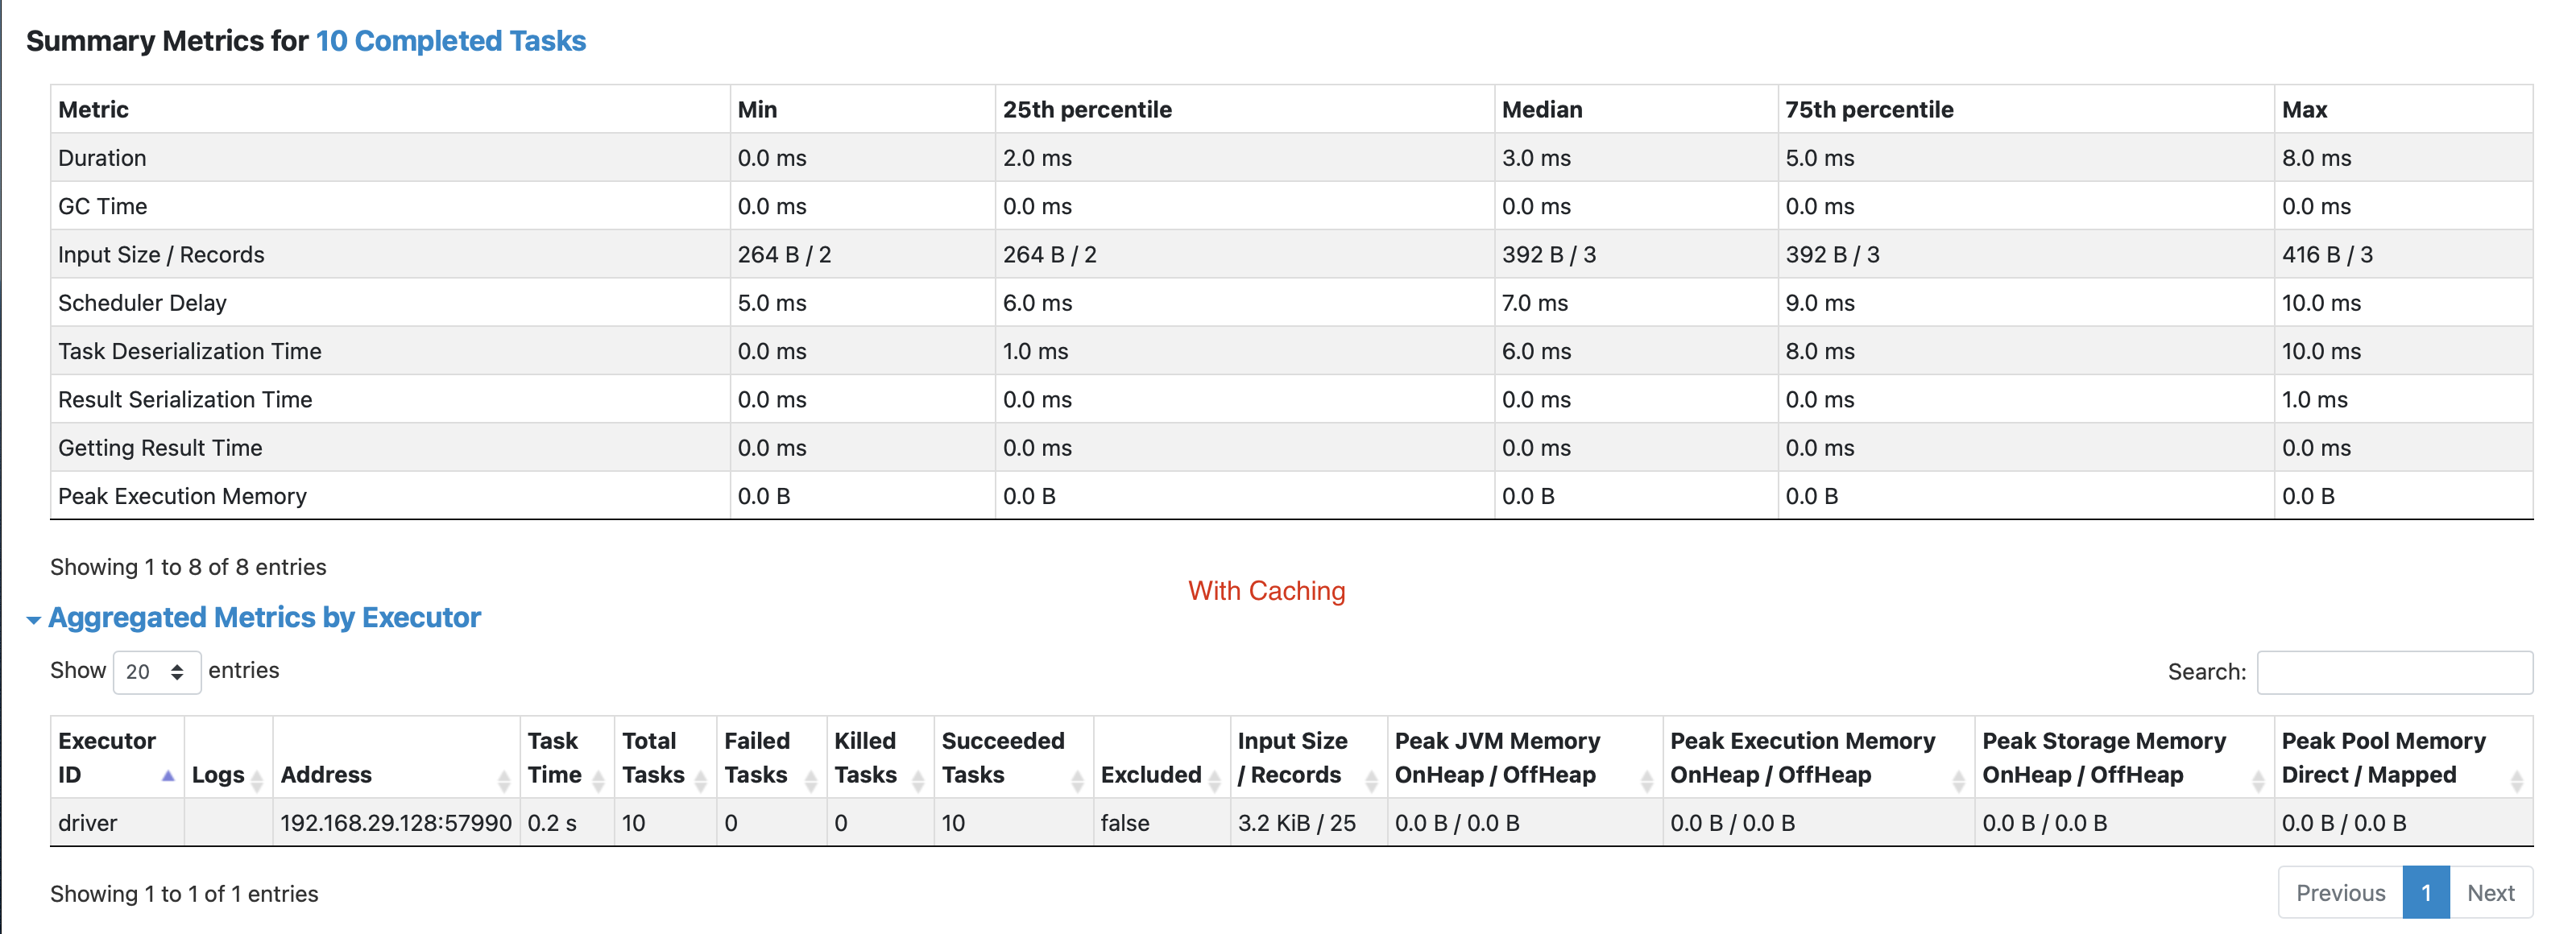 Summary Metrics for 10 Completed Tasks
Metric Min 25th percentile Median 75th percentile Max
Duration 0.0 ms 2.0 ms 3.0 ms 5.0 ms 8.0 ms
GC Time 0.0 ms 0.0 ms 0.0 ms 0.0 ms 0.0 ms
Input Size / Records 264 B / 2 264 B / 2 392 B / 3 392 B / 3 416 B / 3
Scheduler Delay 5.0 ms 6.0 ms 7.0 ms 9.0 ms 10.0 ms
Task Deserialization Time 0.0 ms 1.0 ms 6.0 ms 8.0 ms 10.0 ms
Result Serialization Time 0.0 ms 0.0 ms 0.0 ms 0.0 ms 1.0 ms
Getting Result Time 0.0 ms 0.0 ms 0.0 ms 0.0 ms 0.0 ms
Peak Execution Memory 0.0 B 0.0 B 0.0 B 0.0 B 0.0 B
Showing 1 to 8 of 8 entries
With Caching
Aggregated Metrics by Executor
Show 20 entries Search:
Executor Task Total Failed Killed Succeeded Input Size Peak JVM Memory Peak Execution Memory Peak Storage Memory Peak Pool Memory
ID Logs Address Time Tasks Tasks Tasks Tasks Excluded / Records OnHeap / OffHeap OnHeap / OffHeap OnHeap / OffHeap Direct / Mapped
driver 192.168.29.128:57990 0.2 s 10 0 0 10 false 3.2 KiB / 25 0.0 B / 0.0 B 0.0 B / 0.0 B 0.0 B / 0.0 B 0.0 B / 0.0 B
Showing 1 to 1 of 1 entries Previous 1 Next